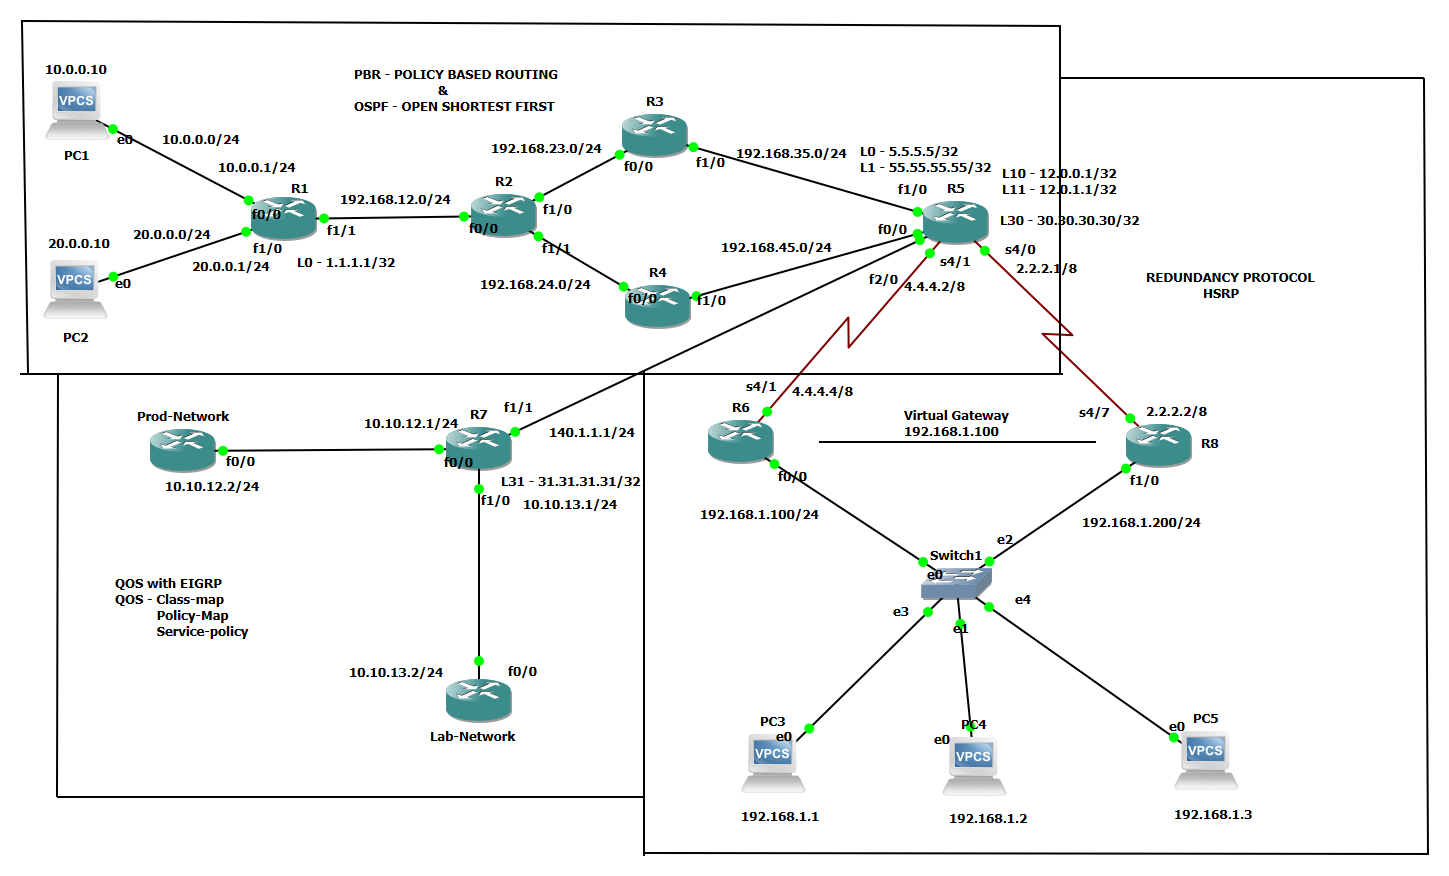 10.0.0.10
VPCS
PC1
e0
10.0.0.0/24
10.0.0.1/24
PBR - POLICY BASED ROUTING
&
OSPF - OPEN SHORTEST FIRST
R1
f0/0
f1/0
f1/1
192.168.12.0/24
L0 - 1.1.1.1/32
20.0.0.10
20.0.0.0/24
20.0.0.1/24
VPCS
e0
PC2
R2
f0/0
f1/0
f1/1
192.168.23.0/24
192.168.24.0/24
R3
f0/0
f1/0
192.168.35.0/24
R4
f0/0
f1/0
192.168.45.0/24
L0 - 5.5.5.5/32
L1 - 55.55.55.55/32
L10 - 12.0.0.1/32
L11 - 12.0.1.1/32
L30 - 30.30.30.30/32
R5
f1/0
f0/0
f2/0
s4/1
s4/0
4.4.4.2/8
2.2.2.1/8
REDUNDANCY PROTOCOL
HSRP
Prod-Network
f0/0
10.10.12.2/24
10.10.12.1/24
R7
f1/1
f0/0
140.1.1.1/24
L31 - 31.31.31.31/32
f1/0
10.10.13.1/24
QOS with EIGRP
QOS - Class-map
Policy-Map
Service-policy
10.10.13.2/24
f0/0
Lab-Network
s4/1
4.4.4.4/8
R6
f0/0
Virtual Gateway
192.168.1.100
s4/7
2.2.2.2/8
R8
f1/0
192.168.1.100/24
192.168.1.200/24
Switch1
e0
e2
e3
e1
e4
PC3
e0
VPCS
192.168.1.1
PC4
e0
VPCS
192.168.1.2
PC5
e0
VPCS
192.168.1.3